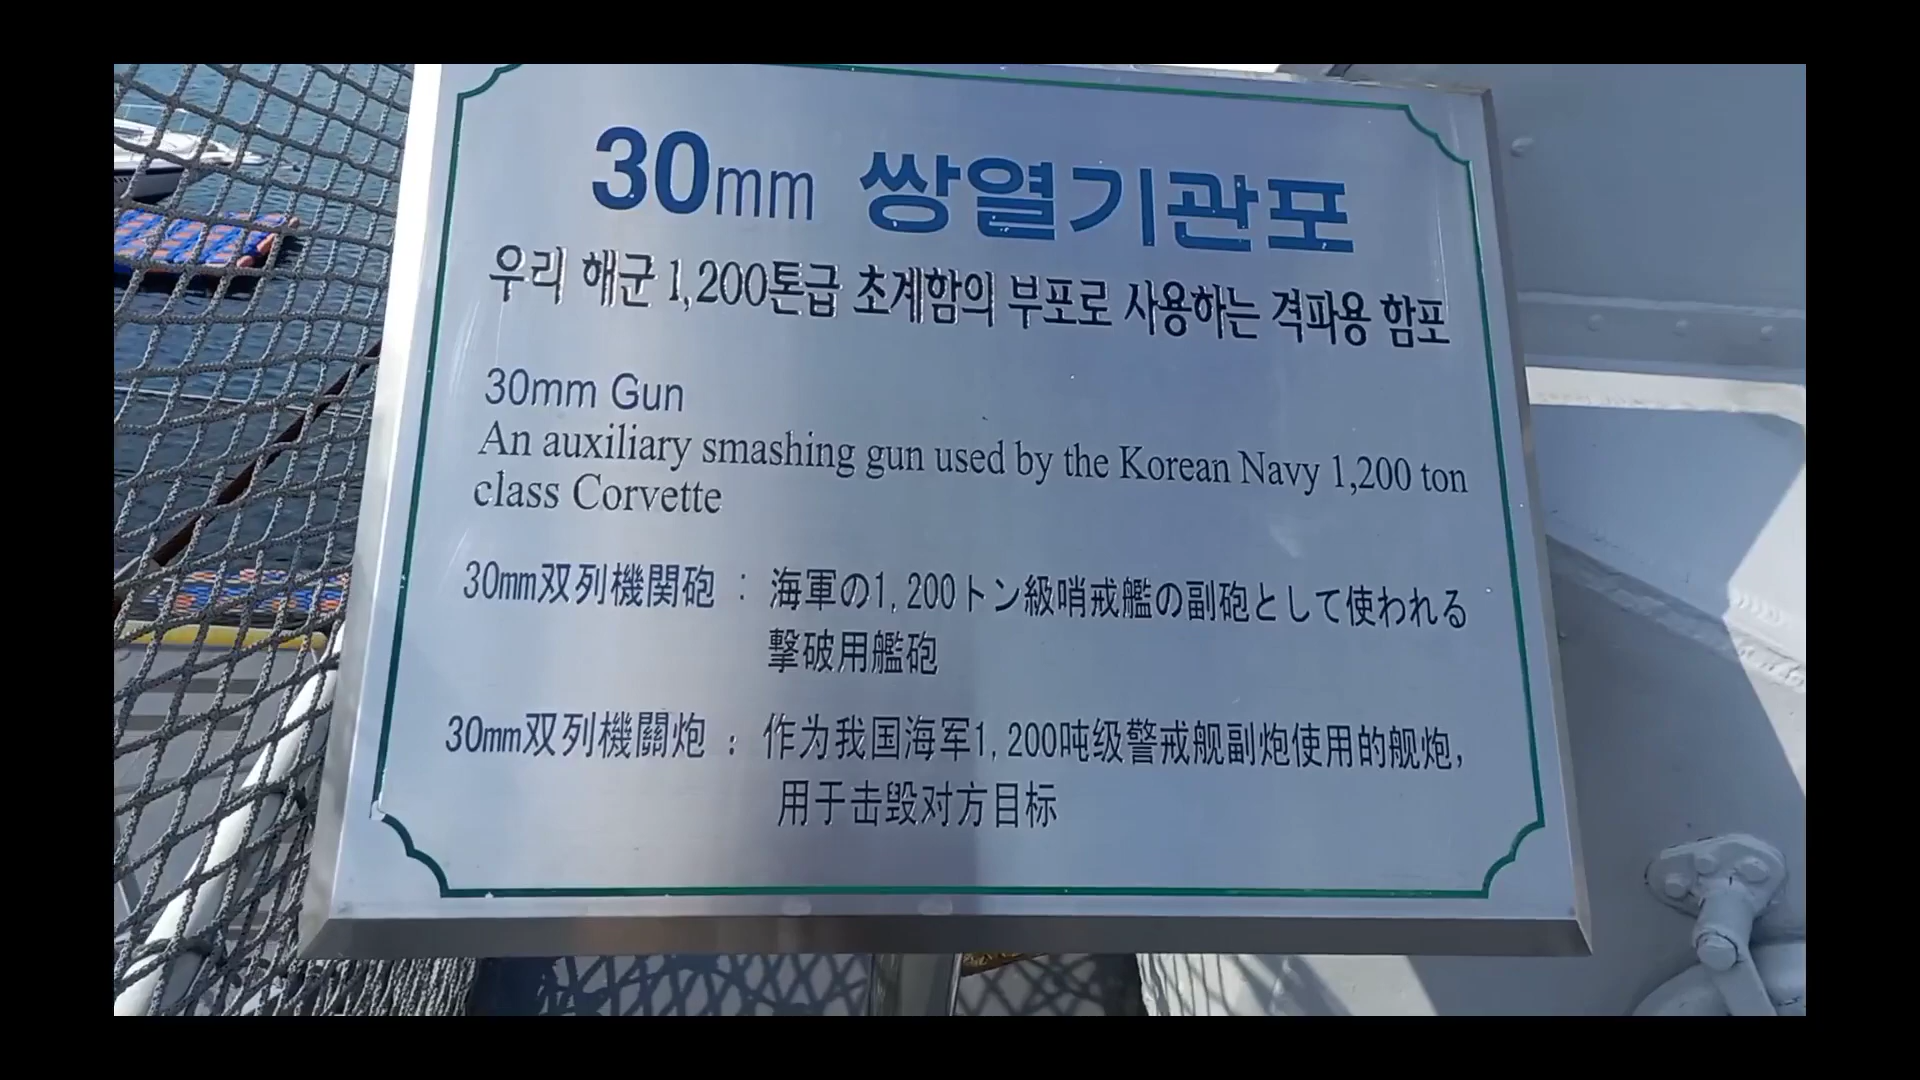 30mm 쌍열기관포
우리 해군 1,200톤급 초계함의 부포로 사용하는 격파용 함포
30mm Gun
An auxiliary smashing gun used by the Korean Navy 1,200 ton
class Corvette
30mm双列機関砲 : 海軍の1,200トン級哨戒艦の副砲として使われる
撃破用艦砲
30mm双列機關炮 : 作为我国海军1,200吨级警戒舰副炮使用的舰炮,
用于击毁对方目标